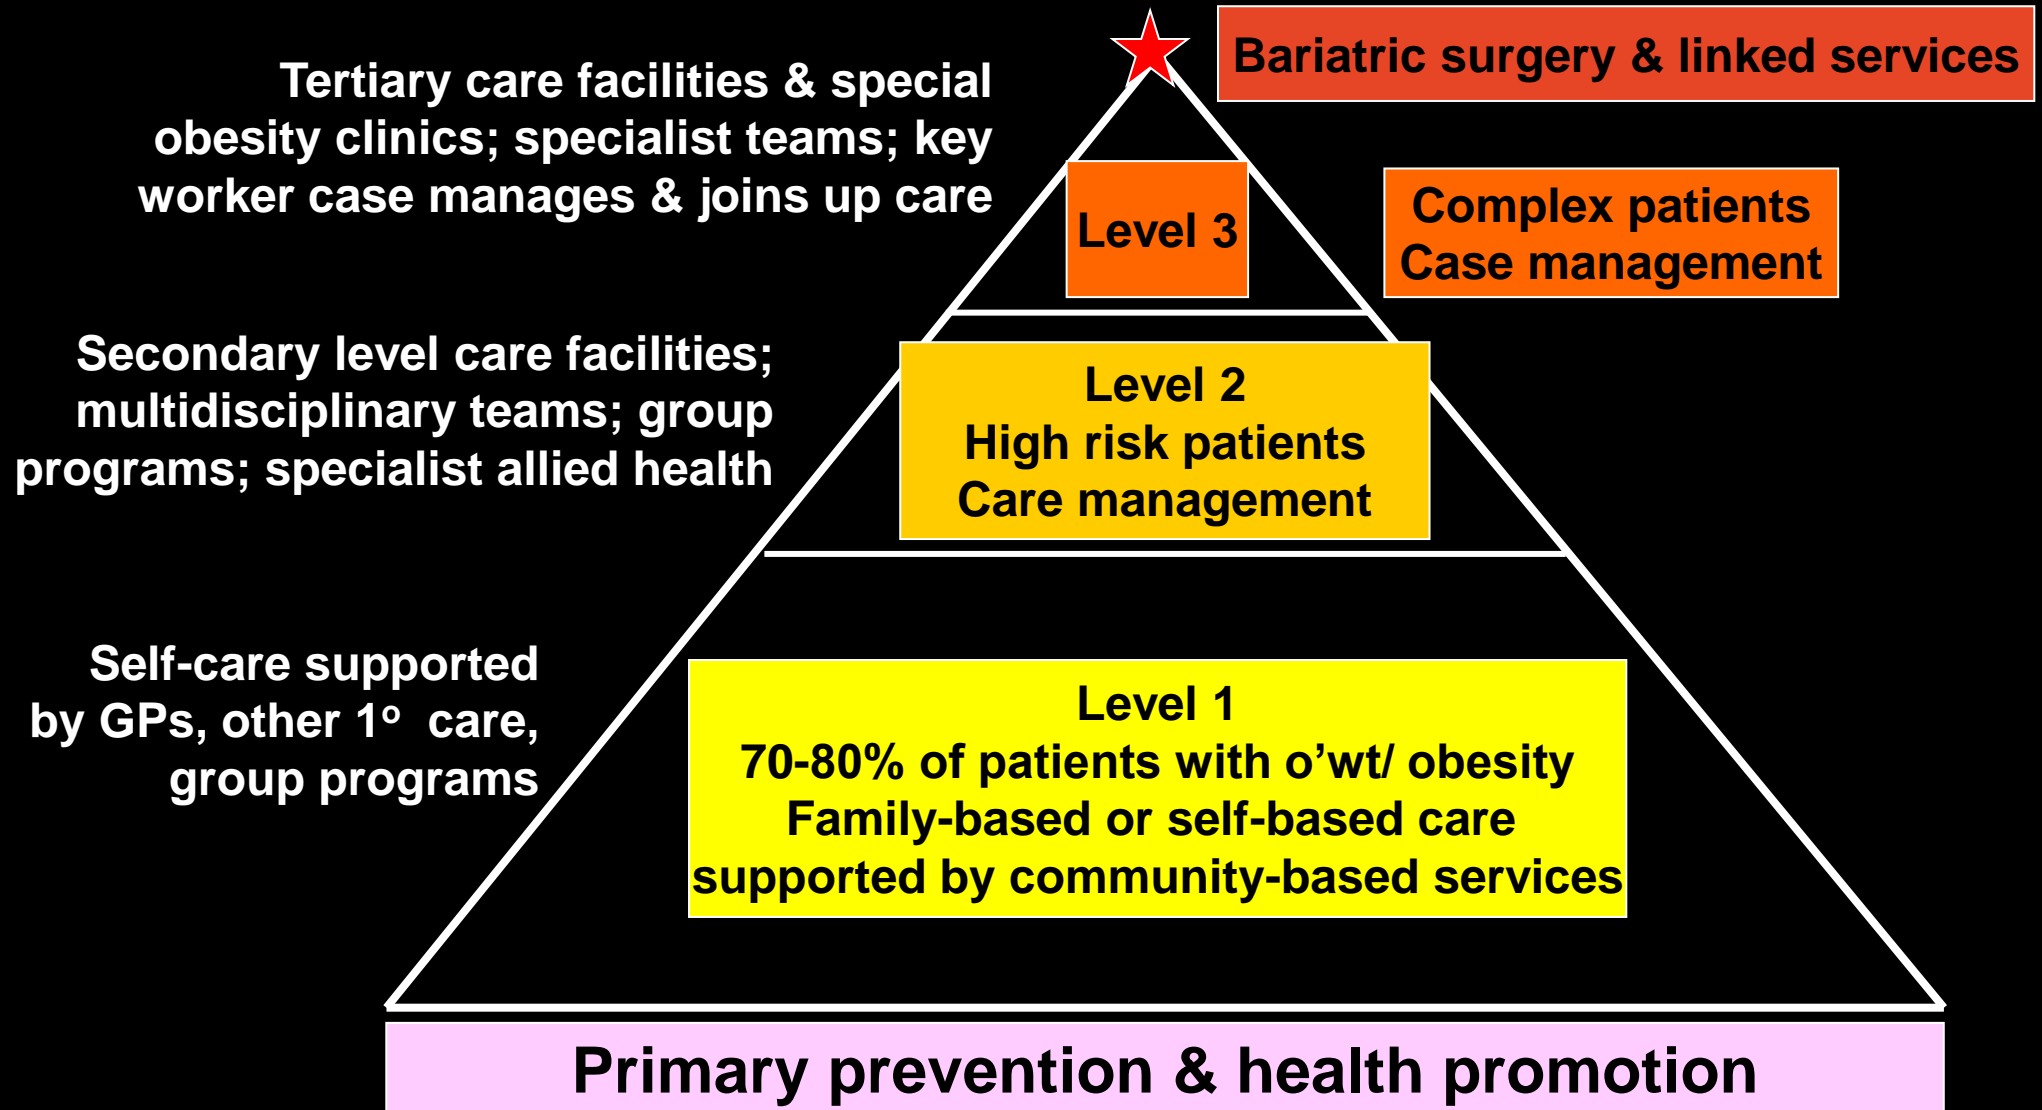 Bariatric surgery & linked services
Tertiary care facilities & special
obesity clinics; specialist teams; key
worker case manages & joins up care
Level 3
Complex patients
Case management
Secondary level care facilities;
multidisciplinary teams; group
programs; specialist allied health
Level 2
High risk patients
Care management
Self-care supported
by GPs, other 1º  care,
group programs
Level 1
70-80% of patients with o’wt/ obesity
Family-based or self-based care
supported by community-based services
Primary prevention & health promotion